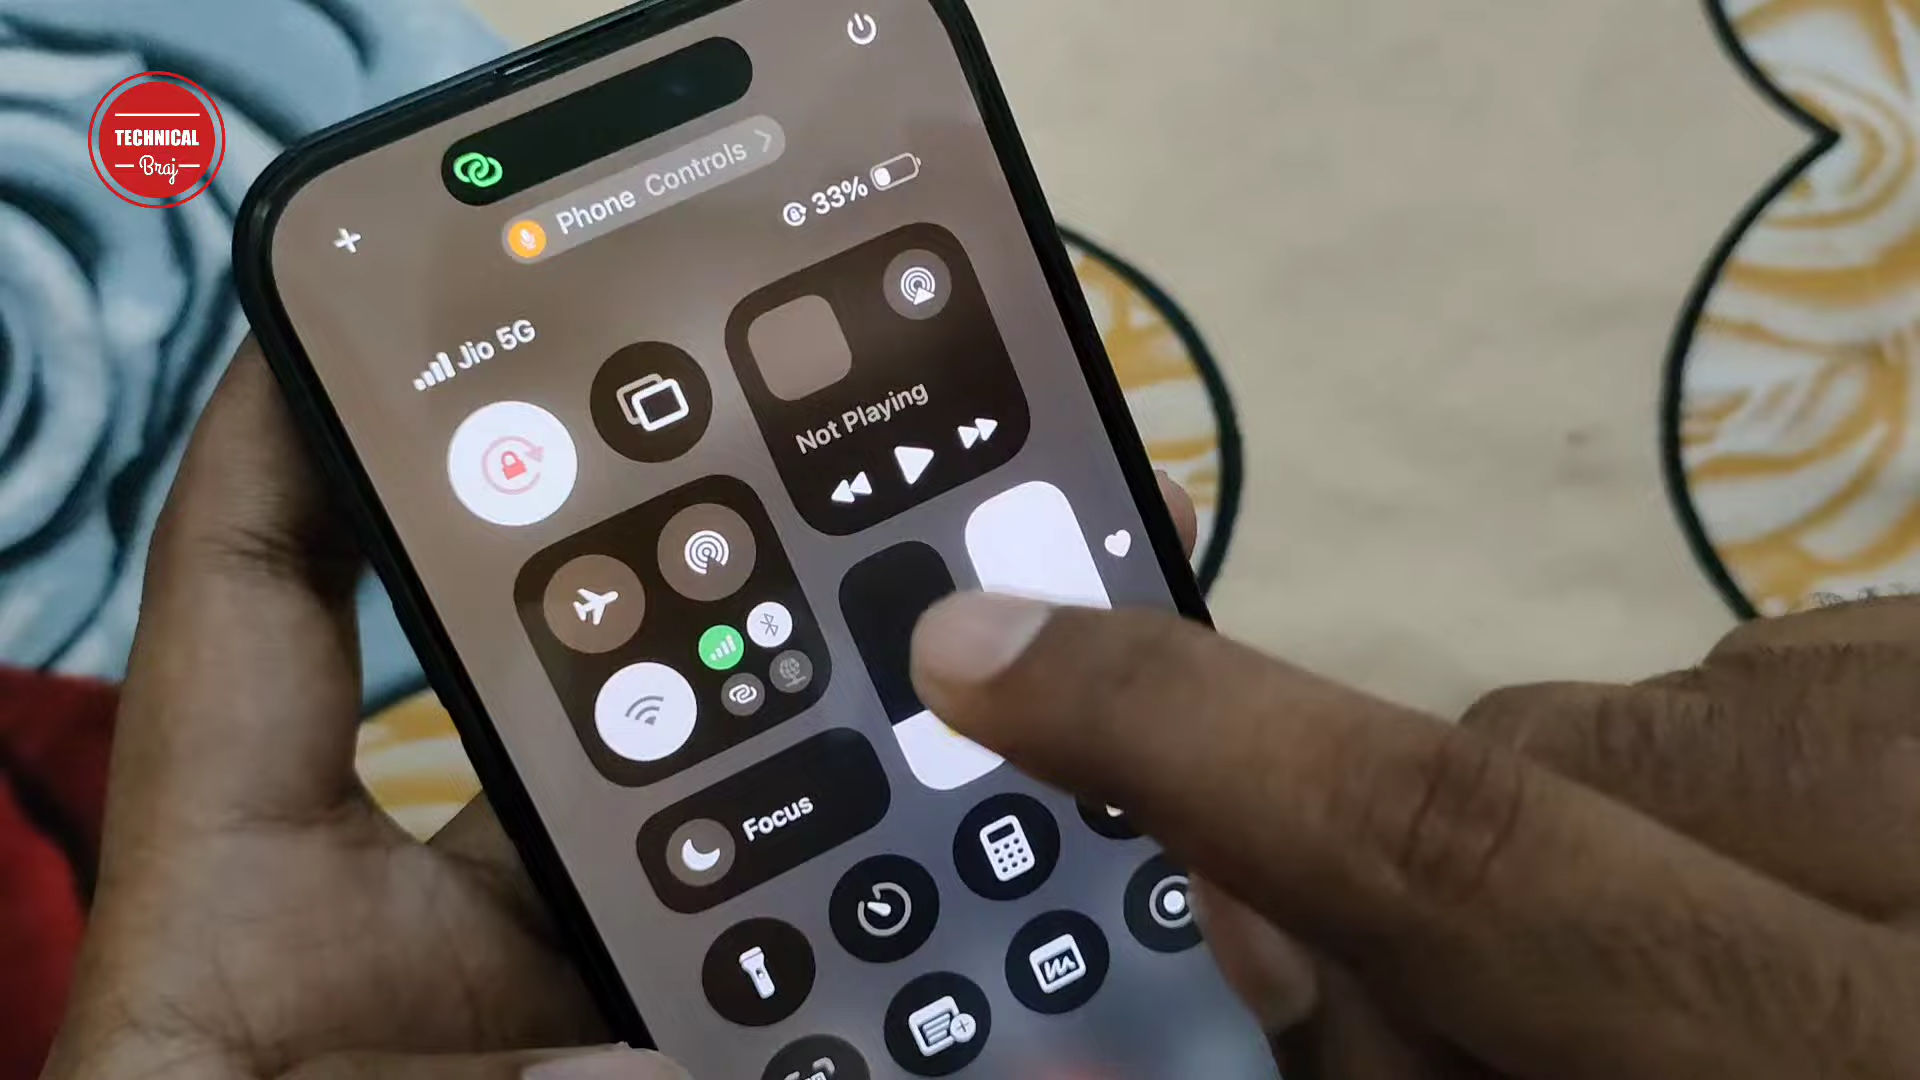 TECHNICAL
Braj
Phone Controls
33%
Jio 5G
Not Playing
Focus